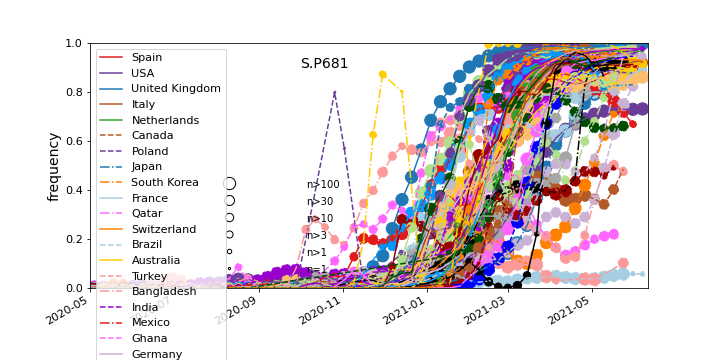 S.P681
frequency
1.0
0.8
0.6
0.4
0.2
0.0
Spain
USA
United Kingdom
Italy
Netherlands
Canada
Poland
Japan
South Korea
France
Qatar
Switzerland
Brazil
Australia
Turkey
Bangladesh
India
Mexico
Ghana
Germany
n>100
n>30
n>10
n>3
n>1
n=1
2020-05
2020-07
2020-09
2020-11
2021-01
2021-03
2021-05